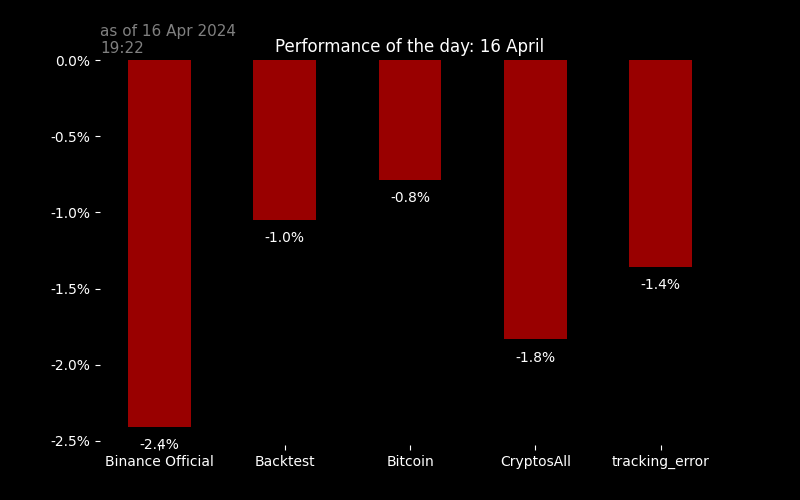 as of 16 Apr 2024
19:22
Performance of the day: 16 April
0.0%
-0.5%
-1.0%
-1.5%
-2.0%
-2.5%
-2.4%
-1.0%
-0.8%
-1.8%
-1.4%
Binance Official
Backtest
Bitcoin
CryptosAll
tracking_error